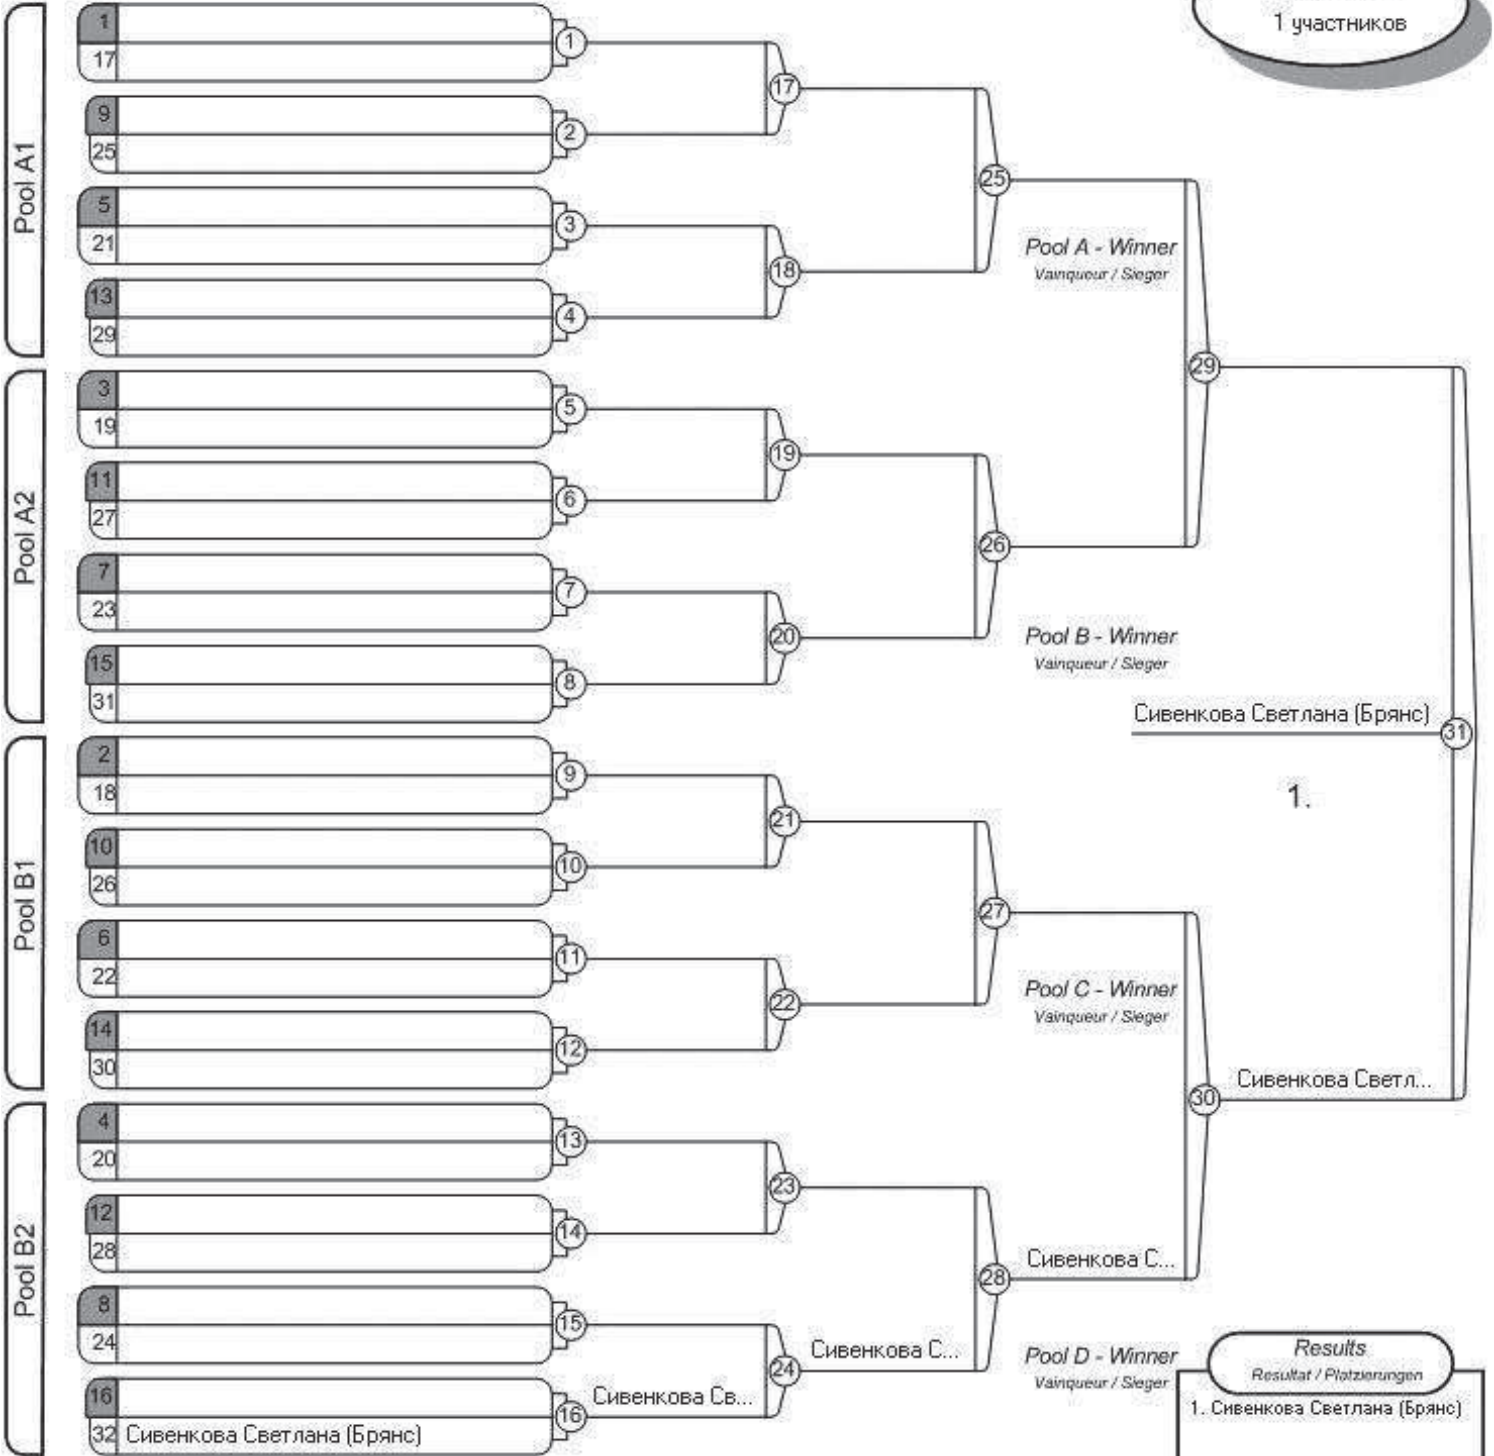 1 участников
Pool A1
1
17
1
9
25
2
17
5
21
3
13
29
4
18
25
Pool A - Winner
Vainqueur / Sieger
Pool A2
3
19
5
11
27
6
19
7
23
7
15
31
8
20
26
29
Pool B - Winner
Vainqueur / Sieger
Сивенкова Светлана (Брянс)
31
1.
Pool B1
2
18
9
10
26
10
21
6
22
11
14
30
12
22
27
Pool C - Winner
Vainqueur / Sieger
Сивенкова Светл...
30
Pool B2
4
20
13
12
28
14
23
8
24
15
16
32 Сивенкова Светлана (Брянс)
16
Сивенкова Св...
24
Сивенкова С...
28
Сивенкова С...
Pool D - Winner
Vainqueur / Sieger
Results
Resultat / Platzierungen
1. Сивенкова Светлана (Брянс)